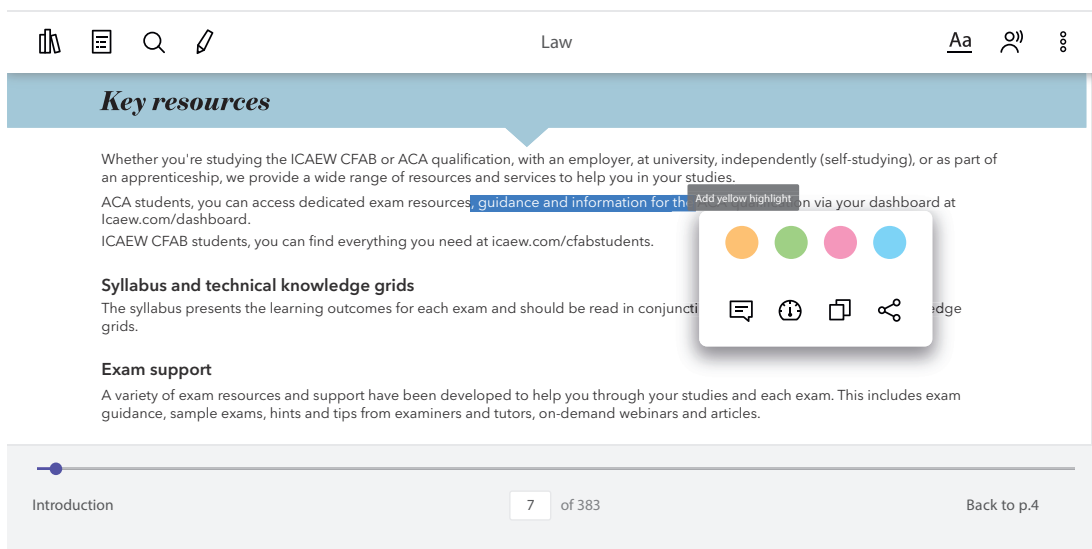 Law
Aa
Key resources
Whether you're studying the ICAEW CFAB or ACA qualification, with an employer, at university, independently (self-studying), or as part of
an apprenticeship, we provide a wide range of resources and services to help you in your studies.
Add yellow highlight
ACA students, you can access dedicated exam resources, guidance and information for the via your dashboard at
Icaew.com/dashboard.
ICAEW CFAB students, you can find everything you need at icaew.com/cfabstudents.
Syllabus and technical knowledge grids
The syllabus presents the learning outcomes for each exam and should be read in
grids.
Exam support
A variety of exam resources and support have been developed to help you through your studies and each exam. This includes exam
guidance, sample exams, hints and tips from examiners and tutors, on-demand webinars and articles.
Introduction
7 of 383
Back to p.4